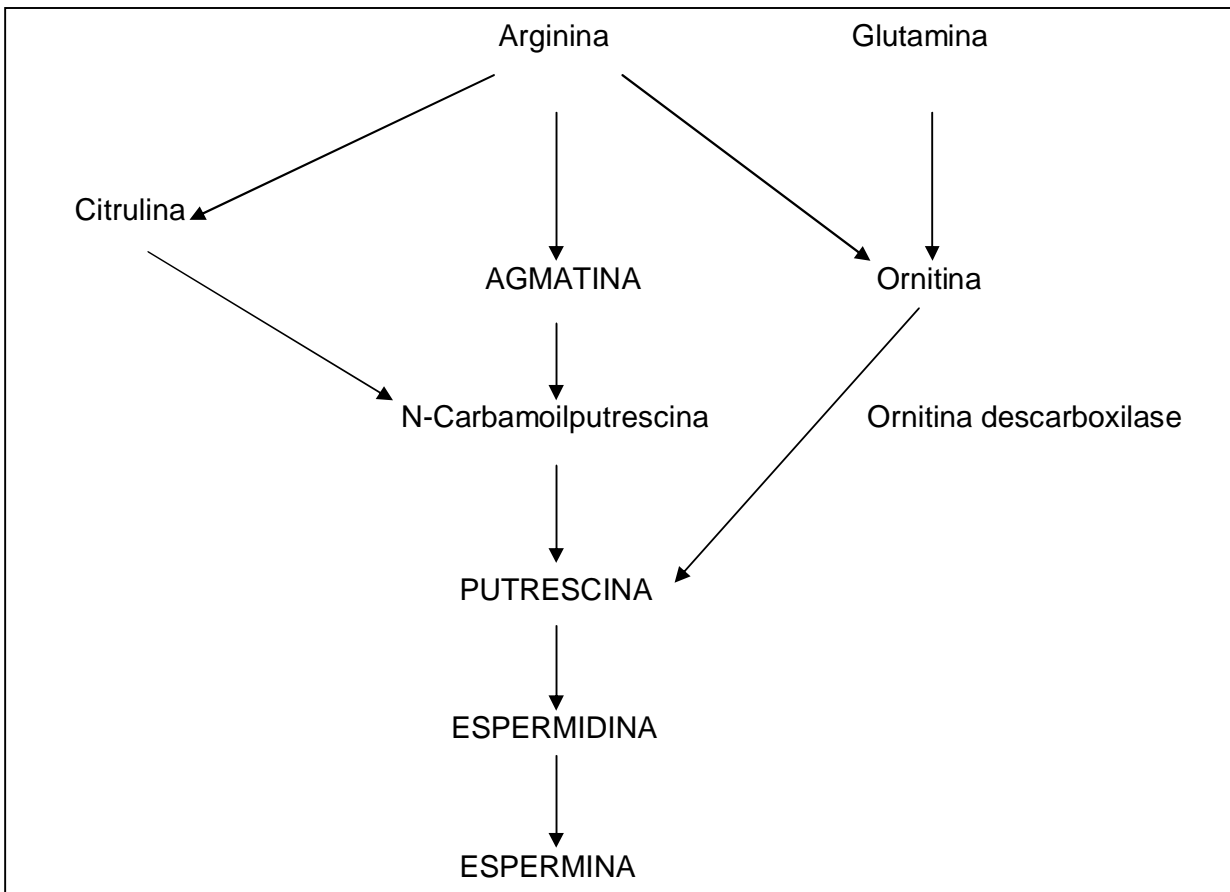 Arginina
Glutamina
Citrulina
AGMATINA
Ornitina
N-Carbamoilputrescina
Ornitina descarboxilase
PUTRESCINA
ESPERMIDINA
ESPERMINA